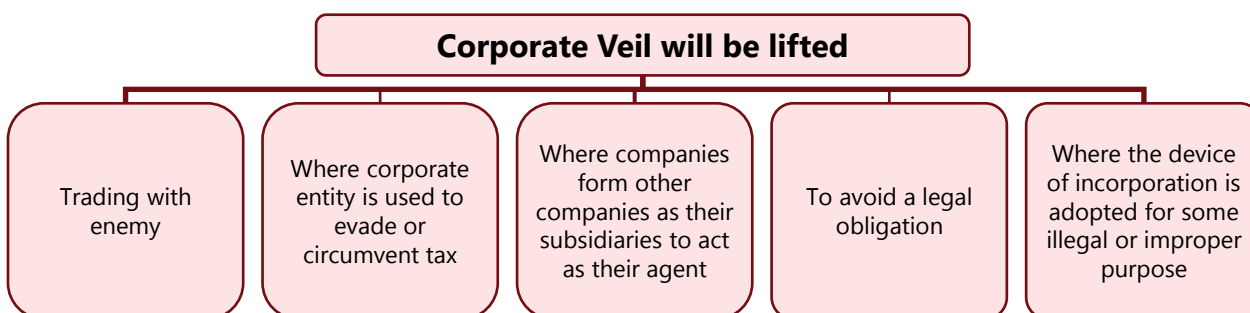 Corporate Veil will be lifted
Trading with
enemy
Where corporate
entity is used to
evade or
circumvent tax
Where companies
form other
companies as their
subsidiaries to act
as their agent
To avoid a legal
obligation
Where the device
of incorporation is
adopted for some
illegal or improper
purpose